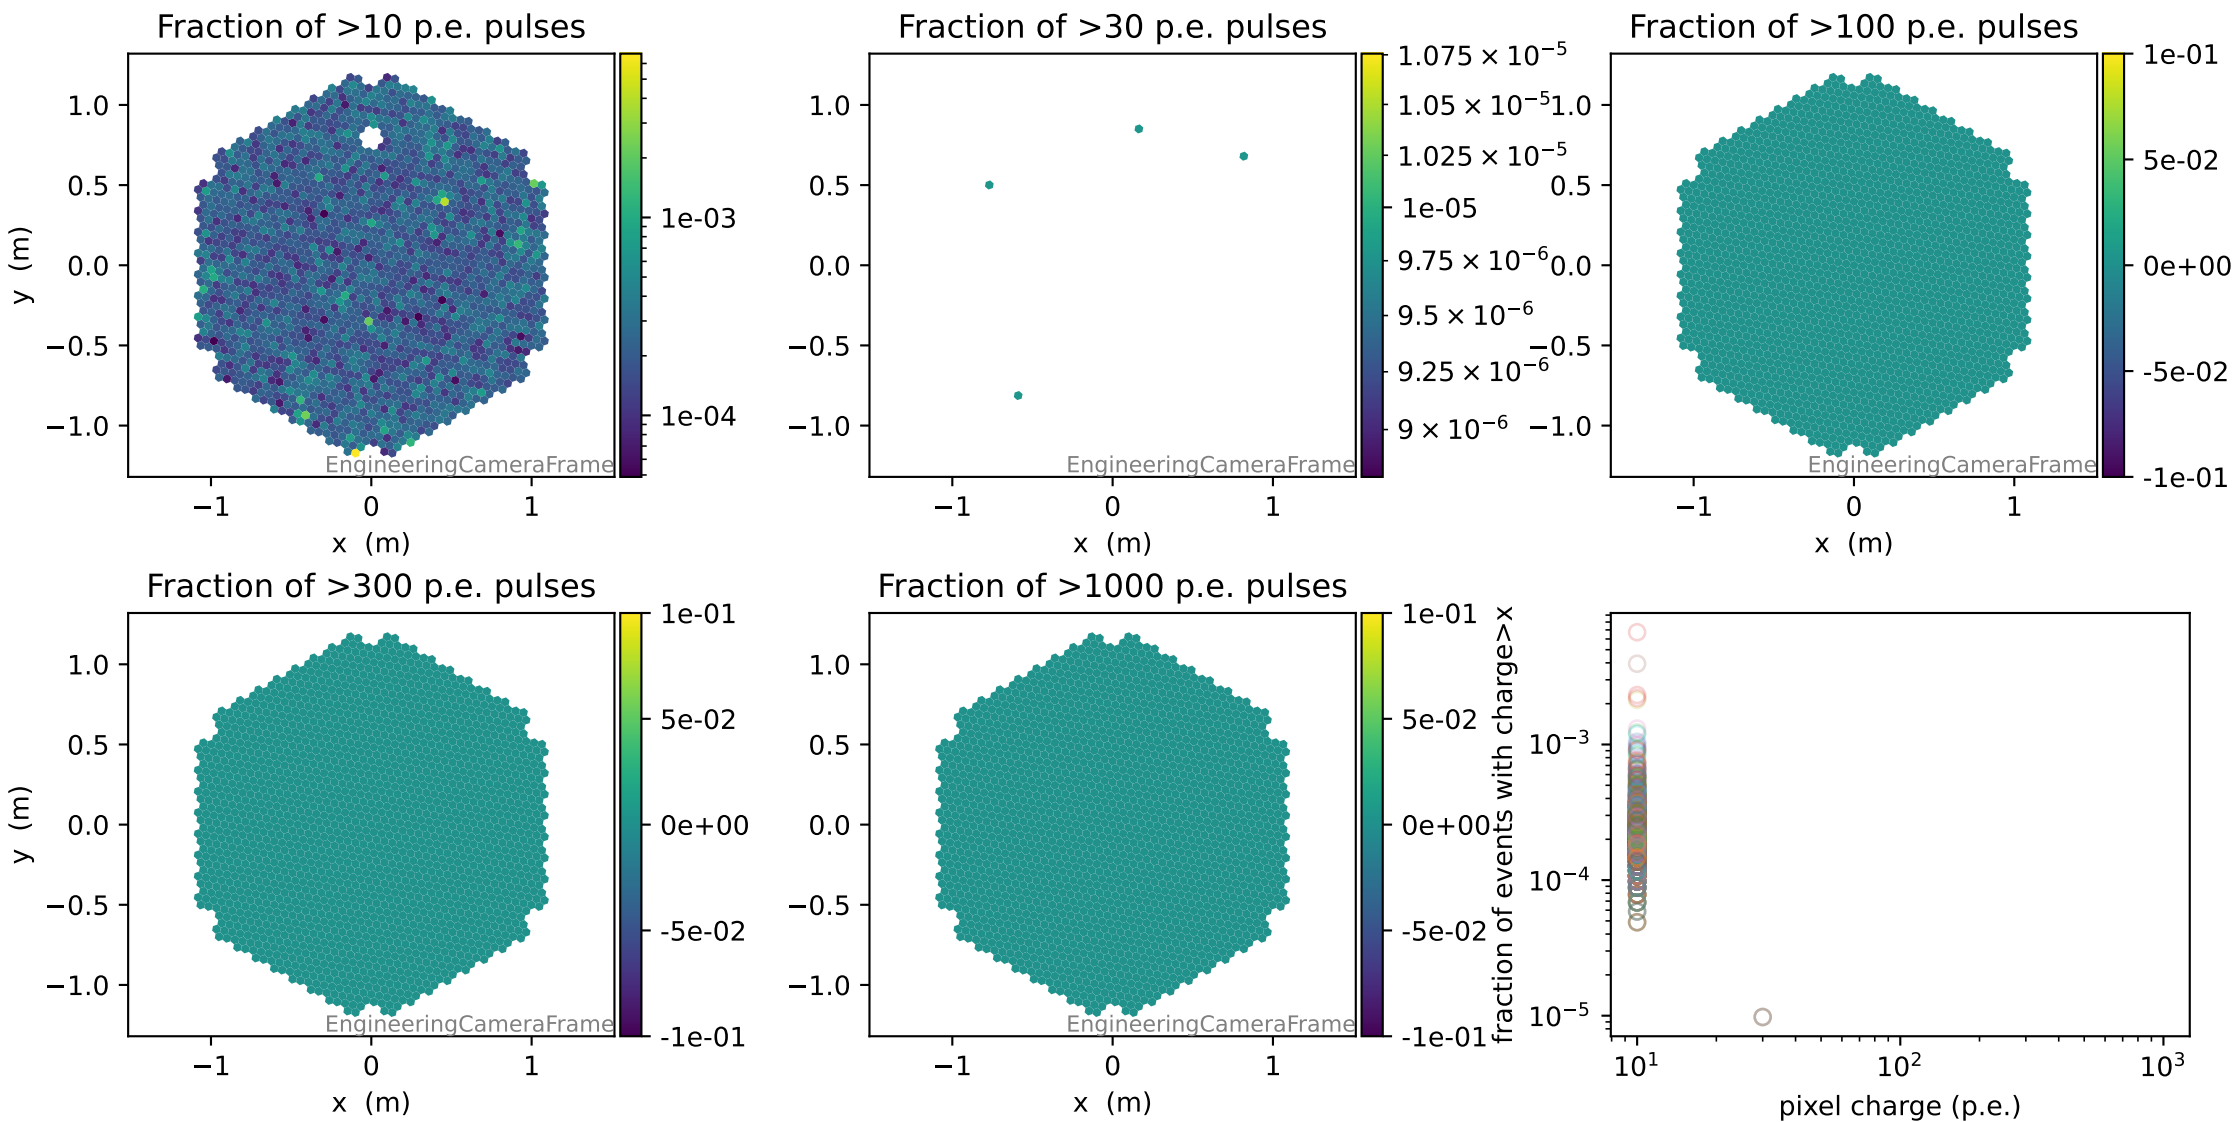 Fraction of >10 p.e. pulses
1.0
0.5
0.0
−0.5
−1.0
y (m)
−1 0 1
x (m)
EngineeringCameraFrame
1e-03
1e-04
Fraction of >30 p.e. pulses
1.0
0.5
0.0
−0.5
−1.0
−1 0 1
x (m)
EngineeringCameraFrame
1.075 × 10⁻⁵
1.05 × 10⁻⁵
1.025 × 10⁻⁵
1e-05
9.75 × 10⁻⁶
9.5 × 10⁻⁶
9.25 × 10⁻⁶
9 × 10⁻⁶
Fraction of >100 p.e. pulses
1.0
0.5
0.0
−0.5
−1.0
−1 0 1
x (m)
EngineeringCameraFrame
1e-01
5e-02
0e+00
-5e-02
-1e-01
Fraction of >300 p.e. pulses
1.0
0.5
0.0
−0.5
−1.0
y (m)
−1 0 1
x (m)
EngineeringCameraFrame
1e-01
5e-02
0e+00
-5e-02
-1e-01
Fraction of >1000 p.e. pulses
1.0
0.5
0.0
−0.5
−1.0
−1 0 1
x (m)
EngineeringCameraFrame
1e-01
5e-02
0e+00
-5e-02
-1e-01
fraction of events with charge>x
10⁻³
10⁻⁴
10⁻⁵
10¹ 10² 10³
pixel charge (p.e.)